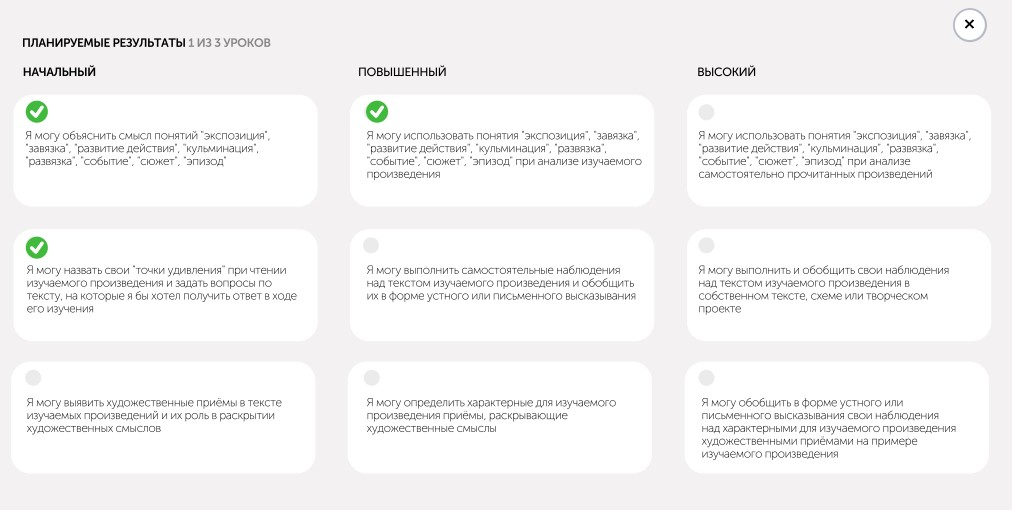 ПЛАНИРУЕМЫЕ РЕЗУЛЬТАТЫ 1 ИЗ 3 УРОКОВ
НАЧАЛЬНЫЙ
ПОВЫШЕННЫЙ
ВЫСОКИЙ
Я могу объяснить смысл понятий "экспозиция",
"завязка", "развитие действия", "кульминация",
"развязка", "событие", "сюжет", "эпизод"
Я могу использовать понятия "экспозиция", "завязка",
"развитие действия", "кульминация", "развязка",
"событие", "сюжет", "эпизод" при анализе изучаемого
произведения
Я могу использовать понятия "экспозиция", "завязка",
"развитие действия", "кульминация", "развязка",
"событие", "сюжет", "эпизод" при анализе
самостоятельно прочитанных произведений
Я могу назвать свои "точки удивления" при чтении
изучаемого произведения и задать вопросы по
тексту, на которые я бы хотел получить ответ в ходе
его изучения
Я могу выполнить самостоятельные наблюдения
над текстом изучаемого произведения и обобщить
их в форме устного или письменного высказывания
Я могу выполнить и обобщить свои наблюдения
над текстом изучаемого произведения в
собственном тексте, схеме или творческом
проекте
Я могу выявить художественные приёмы в тексте
изучаемых произведений и их роль в раскрытии
художественных смыслов
Я могу определить характерные для изучаемого
произведения приёмы, раскрывающие
художественные смыслы
Я могу обобщить в форме устного или
письменного высказывания свои наблюдения
над характерными для изучаемого произведения
художественными приёмами на примере
изучаемого произведения